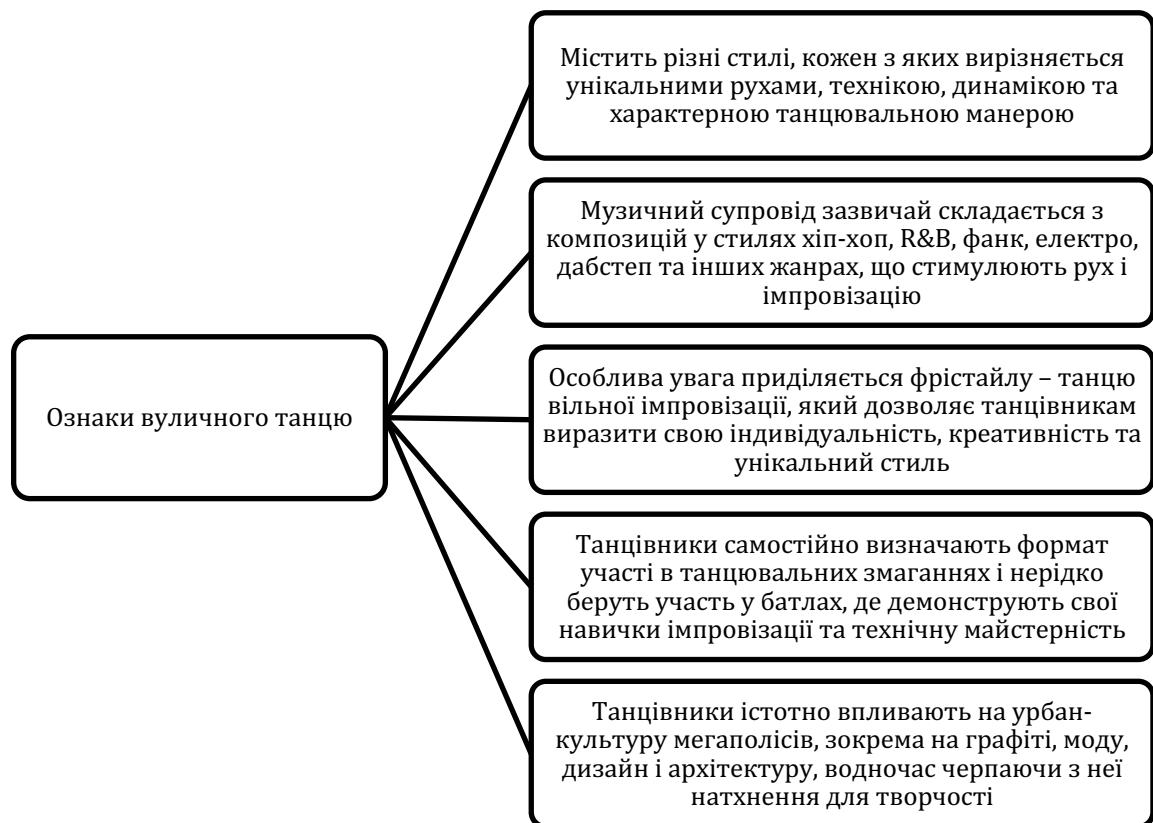 Містить різні стилі, кожен з яких вирізняється
унікальними рухами, технікою, динамікою та
характерною танцювальною манерою
Музичний супровід зазвичай складається з
композицій у стилях хіп-хоп, R&B, фанк, електро,
дабстеп та інших жанрах, що стимулюють рух і
імпровізацію
Ознаки вуличного танцю
Особлива увага приділяється фрістайлу – танцю
вільної імпровізації, який дозволяє танцівникам
виразити свою індивідуальність, креативність та
унікальний стиль
Танцівники самостійно визначають формат
участі в танцювальних змаганнях і нерідко
беруть участь у батлах, де демонструють свої
навички імпровізації та технічну майстерність
Танцівники істотно впливають на урбан-
культуру мегаполісів, зокрема на графіті, моду,
дизайн і архітектуру, водночас черпаючи з неї
натхнення для творчості